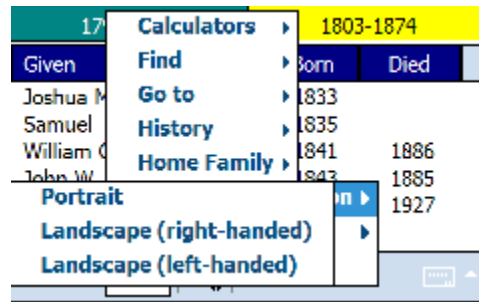 17
Calculators
1803-1874
Given
Find
Born
Died
Joshua M
Go to
1833
Samuel
History
1835
William
Home Family
1841
1886
John W
1843
1885
Portrait
on
1927
Landscape (right-handed)
Landscape (left-handed)